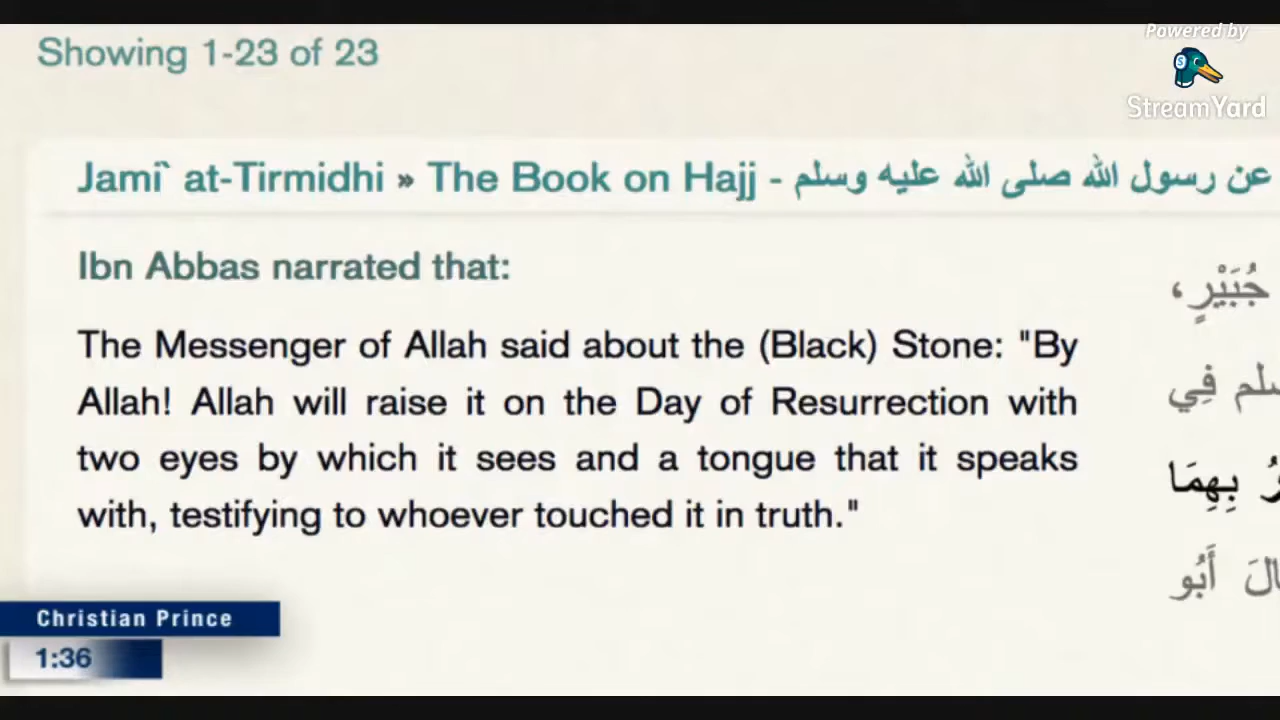 Powered by
StreamYard
Showing 1-23 of 23
Jami` at-Tirmidhi » The Book on Hajj - عن رسول الله صلى الله عليه وسلم
Ibn Abbas narrated that:
The Messenger of Allah said about the (Black) Stone: "By
Allah! Allah will raise it on the Day of Resurrection with
two eyes by which it sees and a tongue that it speaks
with, testifying to whoever touched it in truth."
جُبَيْرٍ،
فِي
بِهِمَا
أَبُو
Christian Prince
1:36